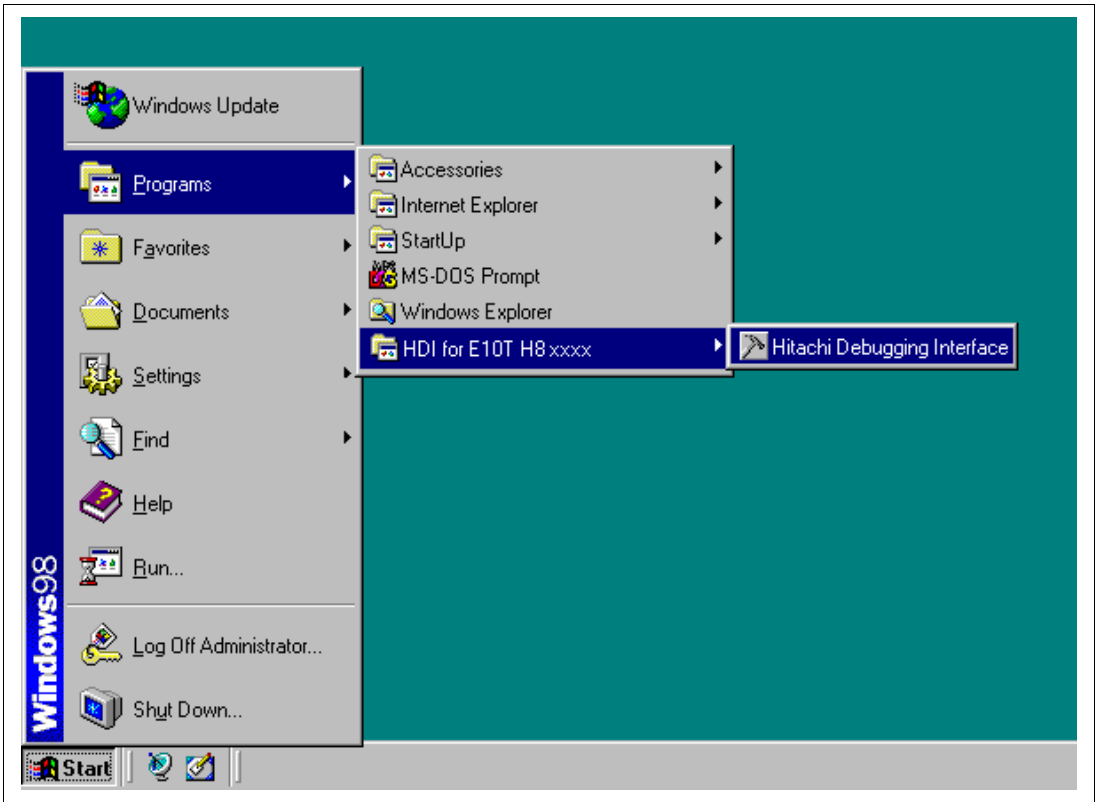 Windows Update
Programs
Favorites
Documents
Settings
Find
Help
Run...
Log Off Administrator...
Shut Down...
Windows98
Accessories
Internet Explorer
StartUp
MS-DOS Prompt
Windows Explorer
HDI for E10T H8 xxxx
Hitachi Debugging Interface
Start